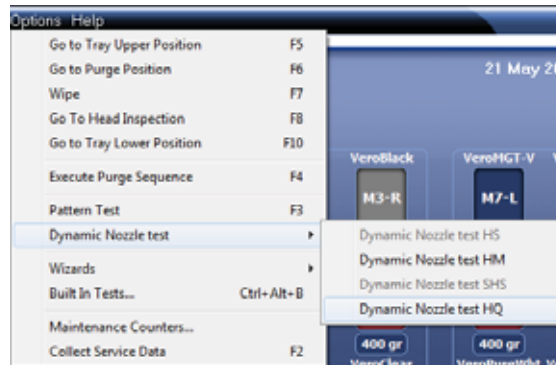 Options Help
Go to Tray Upper Position F5
Go to Purge Position F6
Wipe F7
Go To Head Inspection F8
Go to Tray Lower Position F10
Execute Purge Sequence F4
Pattern Test F3
Dynamic Nozzle test
Wizards
Built In Tests... Ctrl+Alt+B
Maintenance Counters...
Collect Service Data F2
Dynamic Nozzle test HS
Dynamic Nozzle test HM
Dynamic Nozzle test SHS
Dynamic Nozzle test HQ
21 May 2
VeroBlack VeroMGT-V V
M3-R M7-L
400 gr 400 gr
VeroClear VeroPureWht V